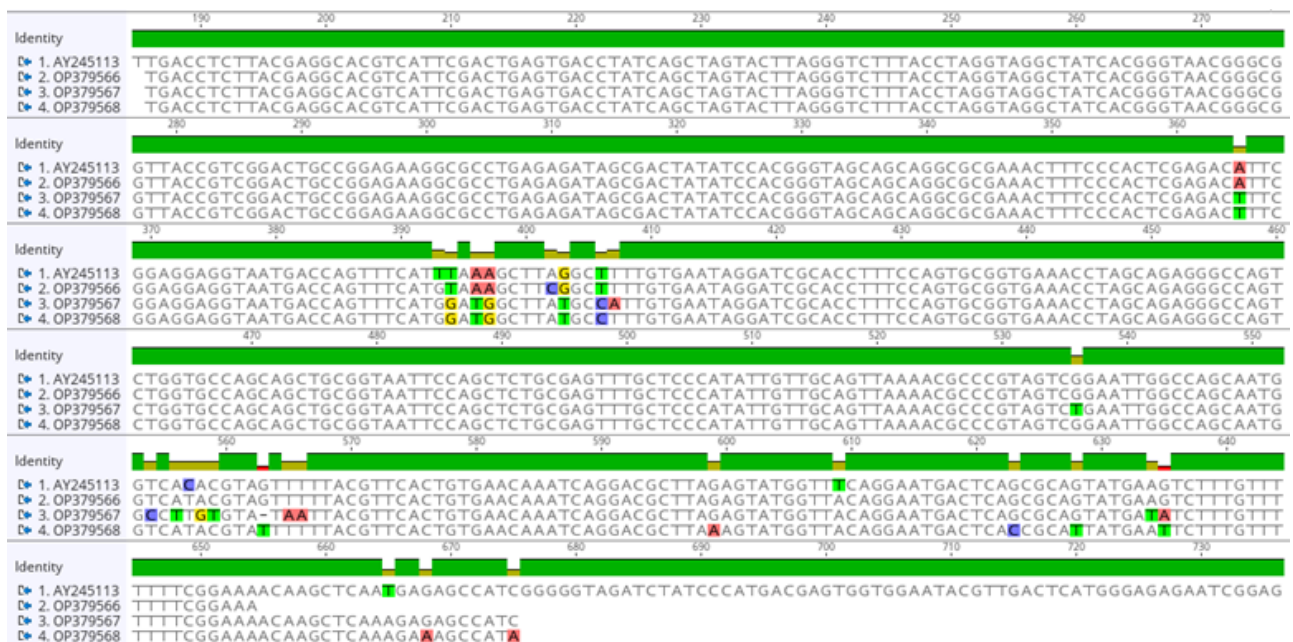 190 200 210 220 230 240 250 260 270
Identity
1. AY245113 TTGACCTCTTACGAGGCACGTCATTCGACTGAGTGACCTATCAGCTAGTACTTAGGGTCTTTACCTAGGTAGGCTATCACGGGTAACGGGCG
2. OP379566 TGACCTCTTACGAGGCACGTCATTCGACTGAGTGACCTATCAGCTAGTACTTAGGGTCTTTACCTAGGTAGGCTATCACGGGTAACGGGCG
3. OP379567 TGACCTCTTACGAGGCACGTCATTCGACTGAGTGACCTATCAGCTAGTACTTAGGGTCTTTACCTAGGTAGGCTATCACGGGTAACGGGCG
4. OP379568 TGACCTCTTACGAGGCACGTCATTCGACTGAGTGACCTATCAGCTAGTACTTAGGGTCTTTACCTAGGTAGGCTATCACGGGTAACGGGCG
280 290 300 310 320 330 340 350 360
Identity
1. AY245113 GTTACCGTCGGACTGCCGGAGAAGGCGCCTGAGAGATAGCGACTATATCCACGGGTAGCAGCAGGCGCGAAACTTTCCCACTCGAGACATTC
2. OP379566 GTTACCGTCGGACTGCCGGAGAAGGCGCCTGAGAGATAGCGACTATATCCACGGGTAGCAGCAGGCGCGAAACTTTCCCACTCGAGACATTC
3. OP379567 GTTACCGTCGGACTGCCGGAGAAGGCGCCTGAGAGATAGCGACTATATCCACGGGTAGCAGCAGGCGCGAAACTTTCCCACTCGAGACTTTC
4. OP379568 GTTACCGTCGGACTGCCGGAGAAGGCGCCTGAGAGATAGCGACTATATCCACGGGTAGCAGCAGGCGCGAAACTTTCCCACTCGAGACTTTC
370 380 390 400 410 420 430 440 450 460
Identity
1. AY245113 GGAGGAGGTAATGACCAGTTTCATTTAAAGCTTAGGCTTTTGTGAATAGGATCGCACCTTTCCAGTGCGGTGAAACCTAGCAGAGGGCCAGT
2. OP379566 GGAGGAGGTAATGACCAGTTTCATGTAAAGCTTCGGCTTTTGTGAATAGGATCGCACCTTTCCAGTGCGGTGAAACCTAGCAGAGGGCCAGT
3. OP379567 GGAGGAGGTAATGACCAGTTTCATGGATGGCTTATGCCATTGTGAATAGGATCGCACCTTTCCAGTGCGGTGAAACCTAGCAGAGGGCCAGT
4. OP379568 GGAGGAGGTAATGACCAGTTTCATGGATGGCTTATGCCTTTGTGAATAGGATCGCACCTTTCCAGTGCGGTGAAACCTAGCAGAGGGCCAGT
470 480 490 500 510 520 530 540 550
Identity
1. AY245113 CTGGTGCCAGCAGCTGCGGTAATTCCAGCTCTGCGAGTTTGCTCCCATATTGTTGCAGTTAAAACGCCCGTAGTCGGAATTGGCCAGCAATG
2. OP379566 CTGGTGCCAGCAGCTGCGGTAATTCCAGCTCTGCGAGTTTGCTCCCATATTGTTGCAGTTAAAACGCCCGTAGTCGGAATTGGCCAGCAATG
3. OP379567 CTGGTGCCAGCAGCTGCGGTAATTCCAGCTCTGCGAGTTTGCTCCCATATTGTTGCAGTTAAAACGCCCGTAGTCTGAATTGGCCAGCAATG
4. OP379568 CTGGTGCCAGCAGCTGCGGTAATTCCAGCTCTGCGAGTTTGCTCCCATATTGTTGCAGTTAAAACGCCCGTAGTCGGAATTGGCCAGCAATG
560 570 580 590 600 610 620 630 640
Identity
1. AY245113 GTCACACGTAGTTTTTACGTTCACTGTGAACAAATCAGGACGCTTAGAGTATGGTTTCAGGAATGACTCAGCGCAGTATGAAGTCTTTGTTT
2. OP379566 GTCATACGTAGTTTTTACGTTCACTGTGAACAAATCAGGACGCTTAGAGTATGGTTACAGGAATGACTCAGCGCAGTATGAAGTCTTTGTTT
3. OP379567 GCCTTGTGTA-TAATTACGTTCACTGTGAACAAATCAGGACGCTTAGAGTATGGTTACAGGAATGACTCAGCGCAGTATGATATCTTTGTTT
4. OP379568 GTCATACGTATTTTTTACGTTCACTGTGAACAAATCAGGACGCTTAAAGTATGGTTACAGGAATGACTCACCGCATTATGAATTCTTTGTTT
650 660 670 680 690 700 710 720 730
Identity
1. AY245113 TTTTCGGAAAACAAGCTCAATGAGAGCCATCGGGGGTAGATCTATCCCATGACGAGTGGTGGAATACGTTGACTCATGGGAGAGAATCGGAG
2. OP379566 TTTTCGGAAA
3. OP379567 TTTTCGGAAAACAAGCTCAAAGAGAGCCATC
4. OP379568 TTTTCGGAAAACAAGCTCAAAGAAAGCCATA